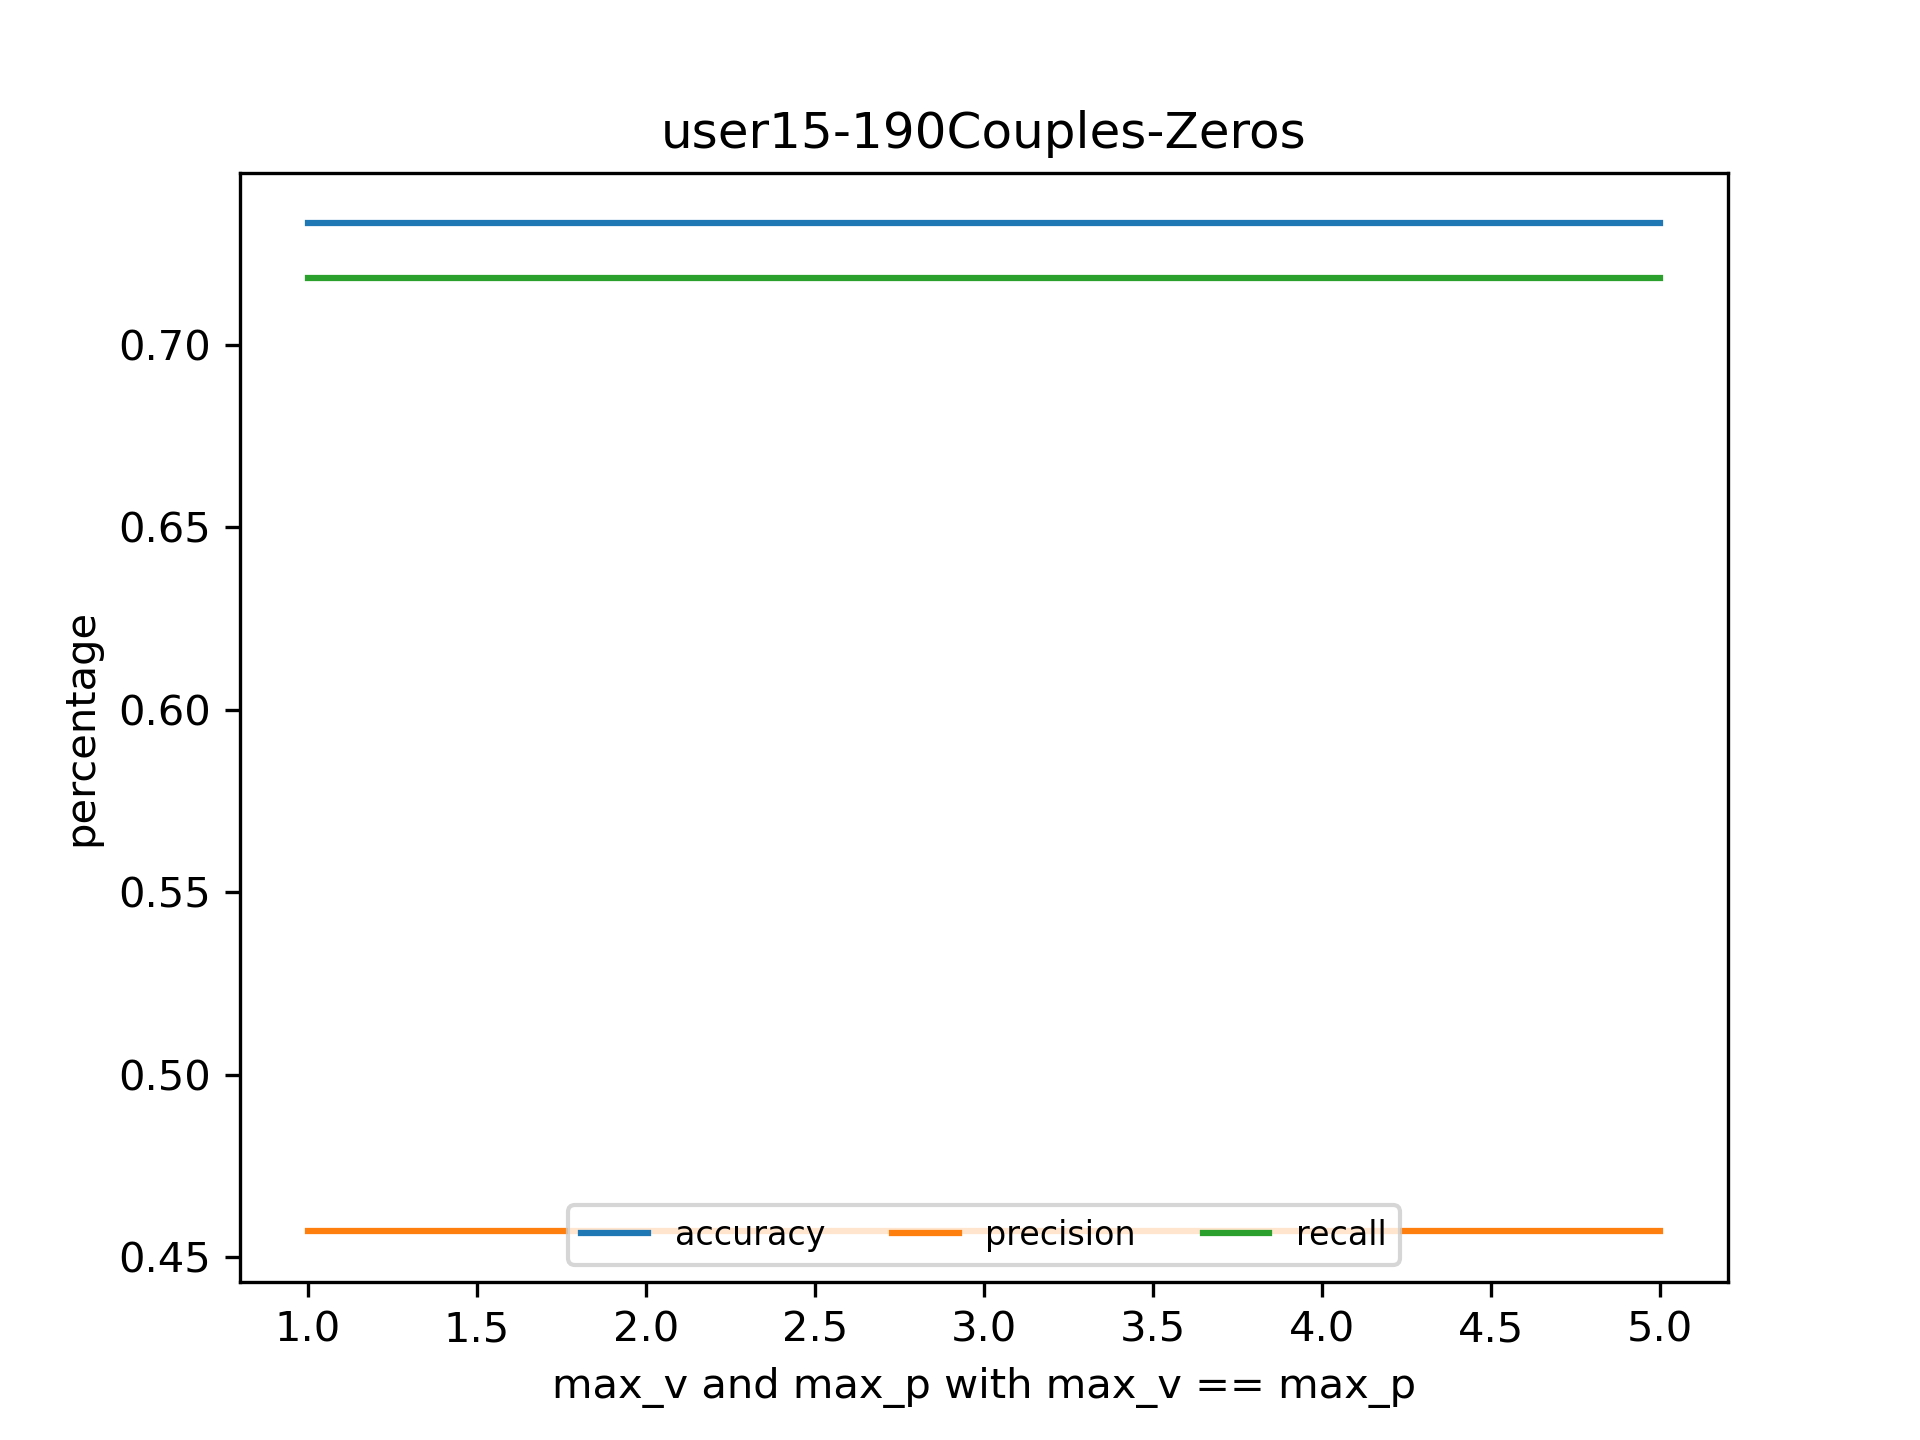 user15-190Couples-Zeros
percentage
0.70
0.65
0.60
0.55
0.50
0.45
accuracy precision recall
1.0 1.5 2.0 2.5 3.0 3.5 4.0 4.5 5.0
max_v and max_p with max_v == max_p